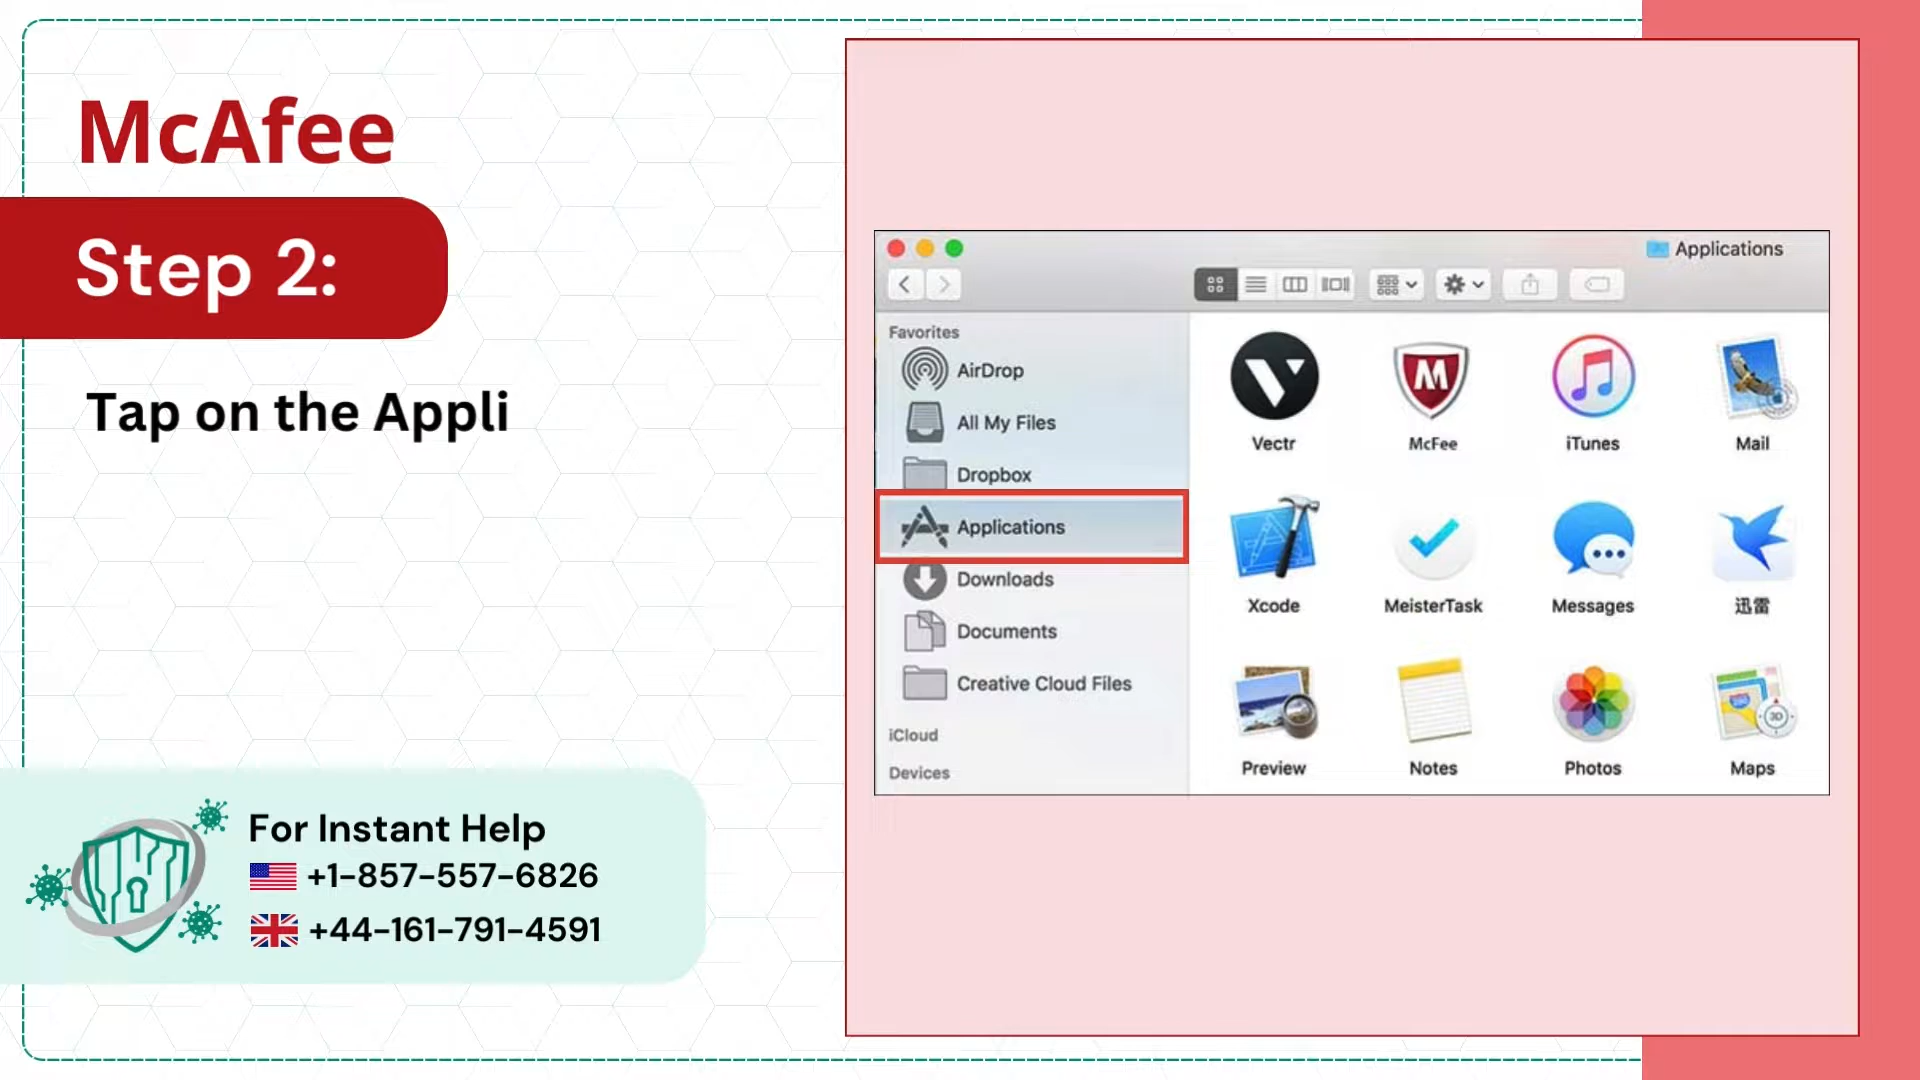 McAfee
Step 2:
Tap on the Appli
For Instant Help
+1-857-557-6826
+44-161-791-4591
Applications
Favorites
AirDrop
All My Files
Dropbox
Applications
Downloads
Documents
Creative Cloud Files
iCloud
Devices
Vectr
McFee
iTunes
Mail
Xcode
MeisterTask
Messages
迅雷
Preview
Notes
Photos
Maps